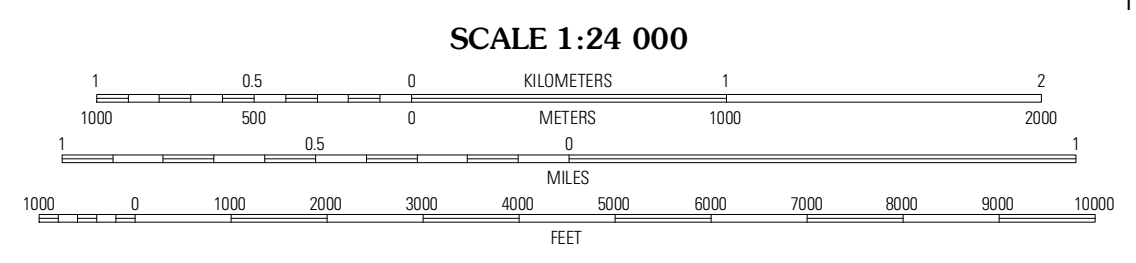 SCALE 1:24 000
1 0.5 0 KILOMETERS 1 2
1000 500 0 METERS 1000 2000
1 0.5 0 1
MILES
1000 0 1000 2000 3000 4000 5000 6000 7000 8000 9000 10000
FEET